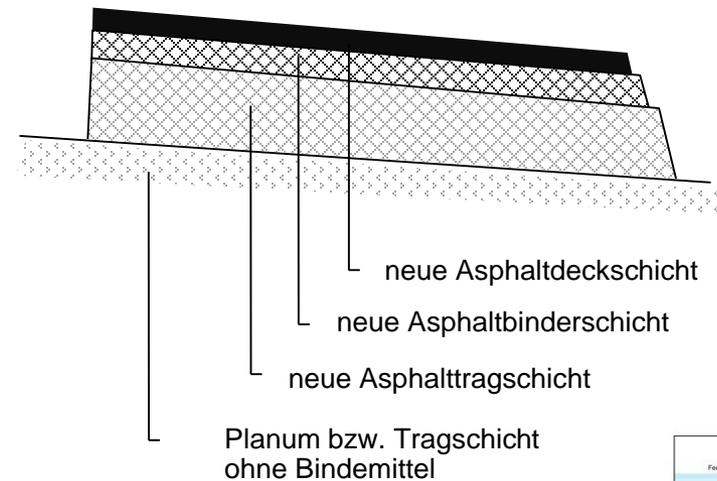 neue Asphaltdeckschicht
neue Asphaltbinderschicht
neue Asphalttragschicht
Planum bzw. Tragschicht
ohne Bindemittel